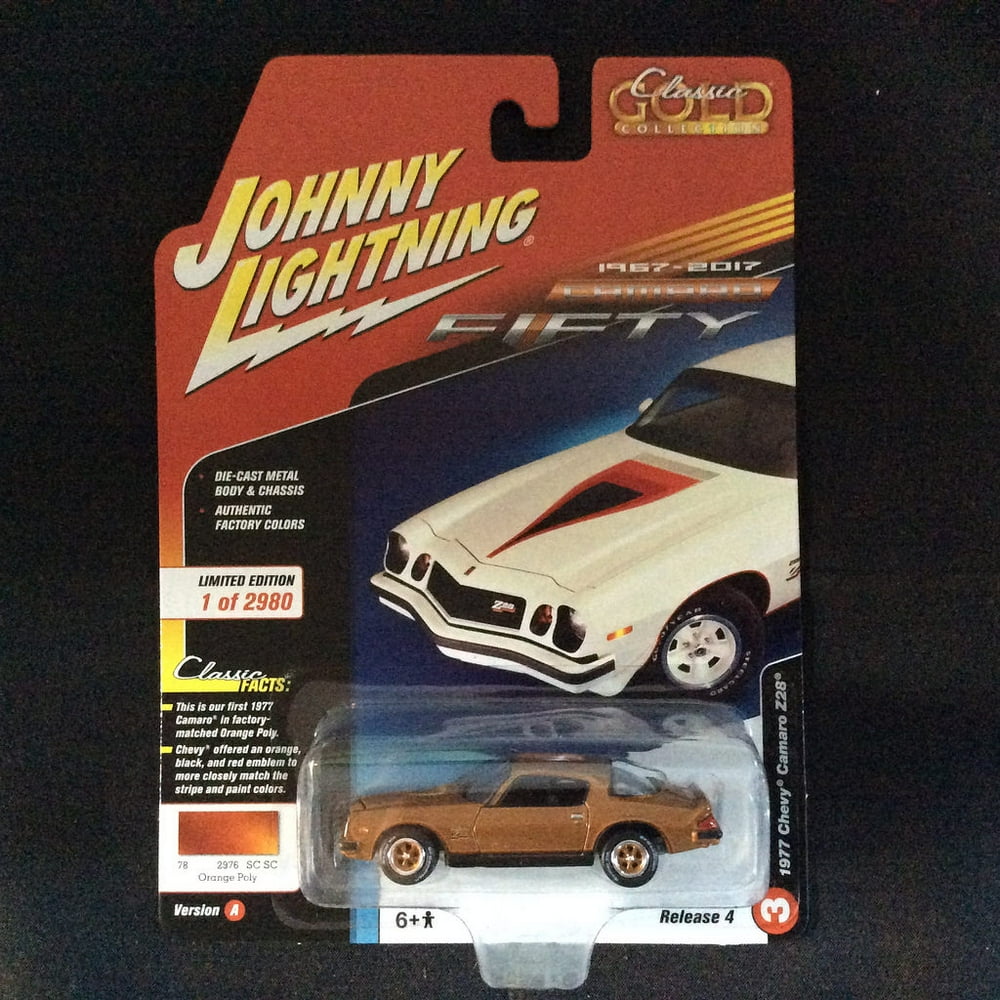 Classic
GOLD
COLLECTION
JOHNNY
LIGHTNING®
1967-2017
CAMARO
FIFTY
• DIE-CAST METAL
BODY & CHASSIS
• AUTHENTIC
FACTORY COLORS
LIMITED EDITION
1 of 2980
Classic
FACTS:
This is our first 1977
Camaro® in factory-
matched Orange Poly.
Chevy® offered an orange,
black, and red emblem to
more closely match the
stripe and paint colors.
78 2976 SC SC
Orange Poly
Version A
6+
Release 4
3
1977 Chevy® Camaro Z28®
Z28
GOODYEAR